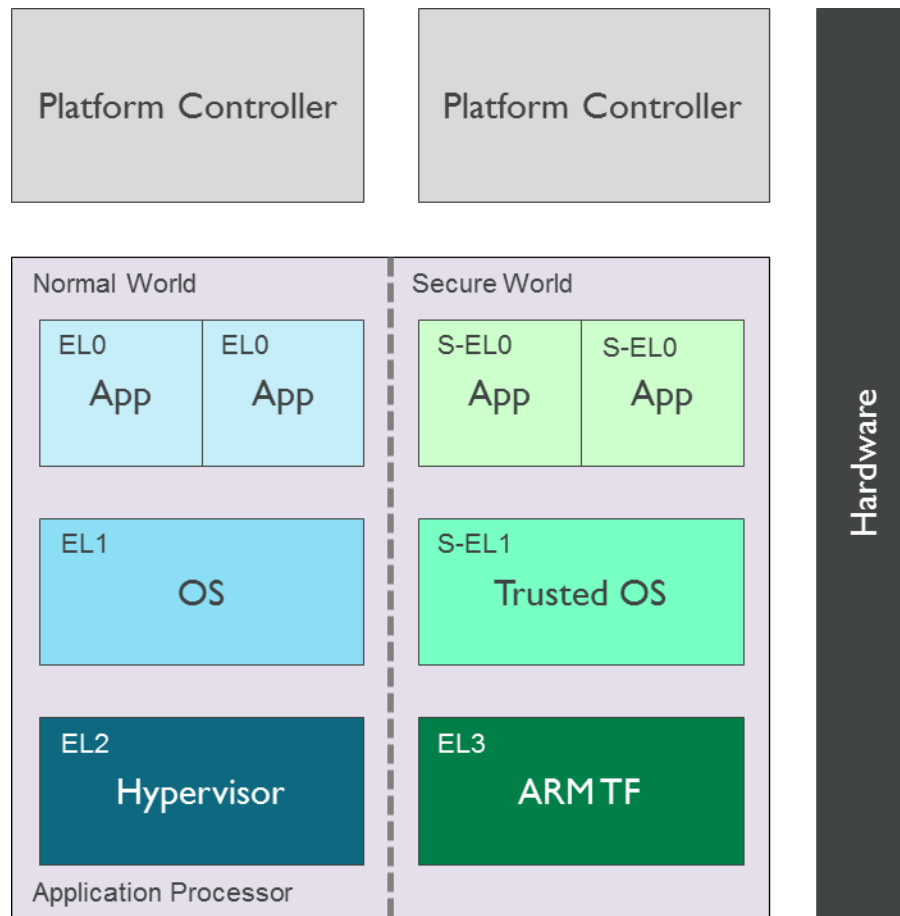 Platform Controller
Platform Controller
Normal World
Secure World
EL0
App
EL0
App
S-EL0
App
S-EL0
App
EL1
OS
S-EL1
Trusted OS
EL2
Hypervisor
EL3
ARM TF
Application Processor
Hardware